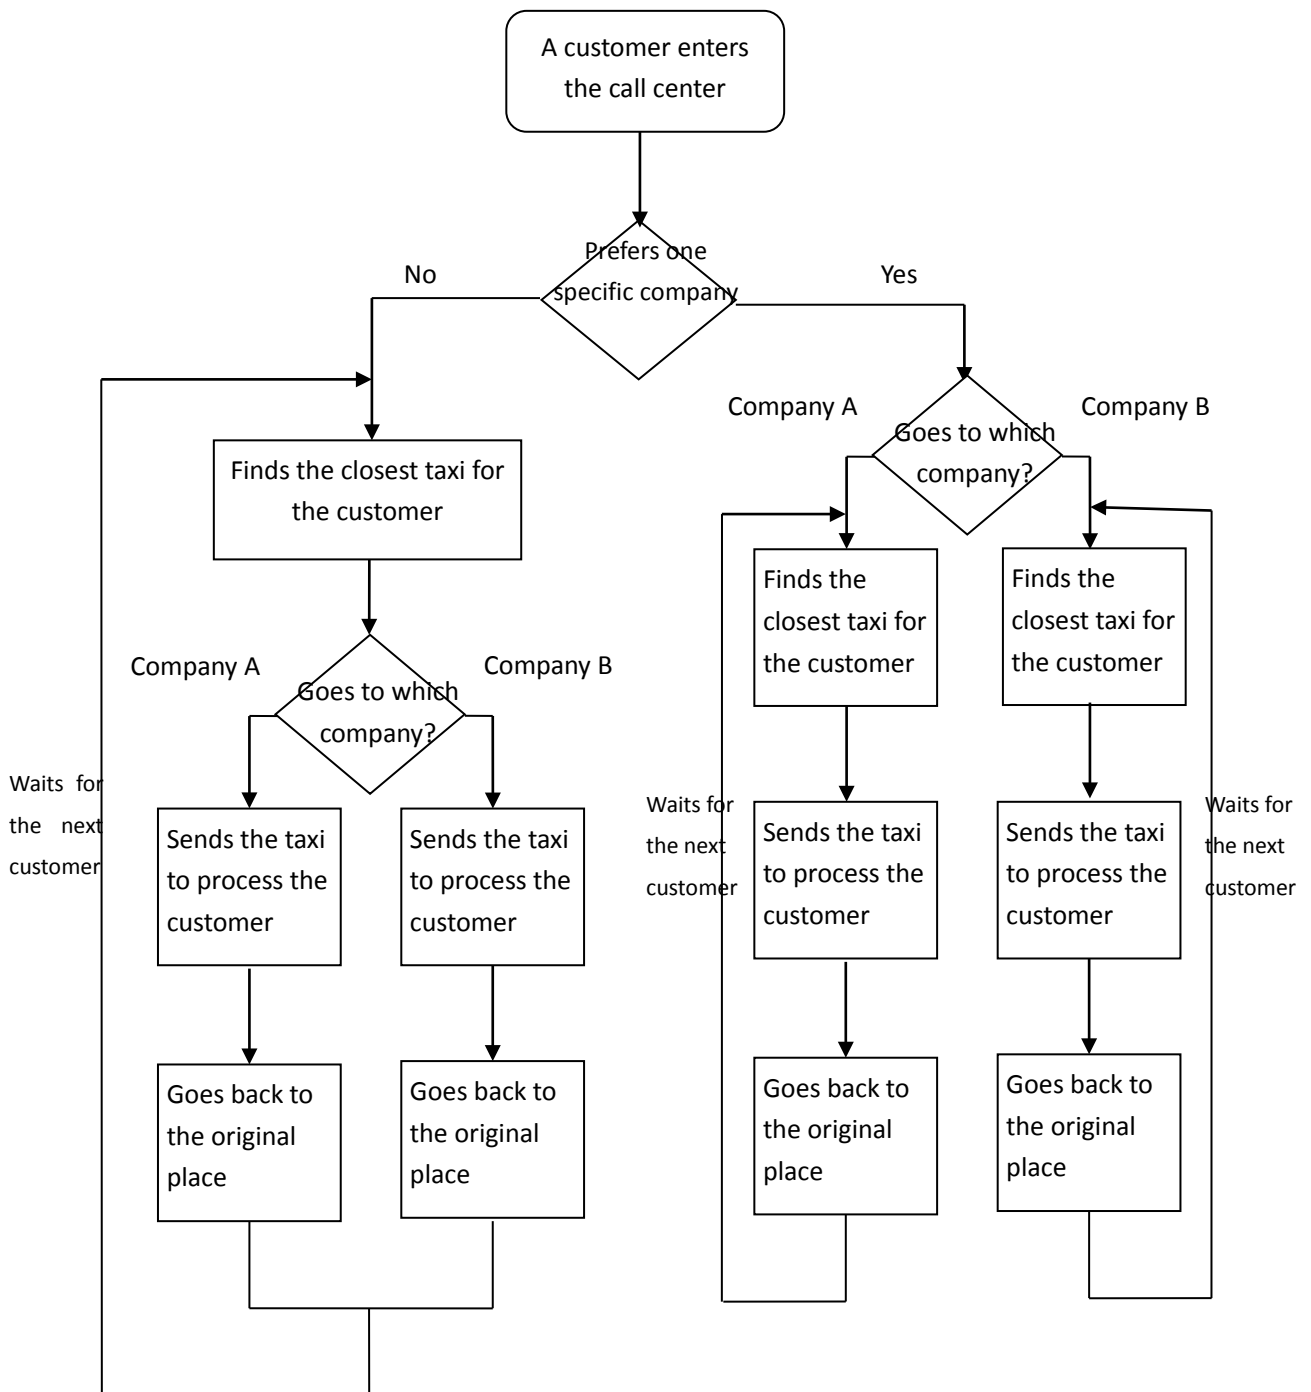 A customer enters
the call center
Prefers one
specific company
No
Yes
Company A
Goes to which
company?
Company B
Finds the closest taxi for
the customer
Finds the
closest taxi for
the customer
Finds the
closest taxi for
the customer
Company A
Goes to which
company?
Company B
Waits for
the next
customer
Sends the taxi
to process the
customer
Sends the taxi
to process the
customer
Waits for
the next
customer
Sends the taxi
to process the
customer
Sends the taxi
to process the
customer
Waits for
the next
customer
Goes back to
the original
place
Goes back to
the original
place
Goes back to
the original
place
Goes back to
the original
place